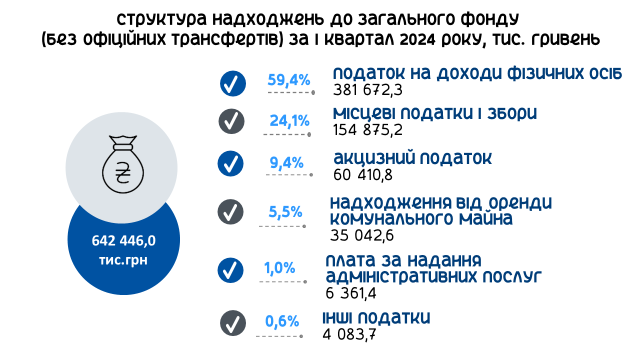 СТРУКТУРА НАДХОДЖЕНЬ ДО ЗАГАЛЬНОГО ФОНДУ
(БЕЗ ОФІЦІЙНИХ ТРАНСФЕРТІВ) ЗА І КВАРТАЛ 2024 РОКУ, ТИС. ГРИВЕНЬ
59,4%
ПОДАТОК НА ДОХОДИ ФІЗИЧНИХ ОСІБ
381 672,3
24,1%
МІСЦЕВІ ПОДАТКИ І ЗБОРИ
154 875,2
9,4%
АКЦИЗНИЙ ПОДАТОК
60 410,8
5,5%
НАДХОДЖЕННЯ ВІД ОРЕНДИ
КОМУНАЛЬНОГО МАЙНА
35 042,6
1,0%
ПЛАТА ЗА НАДАННЯ
АДМІНІСТРАТИВНИХ ПОСЛУГ
6 361,4
0,6%
ІНШІ ПОДАТКИ
4 083,7
₴
642 446,0
тис.грн